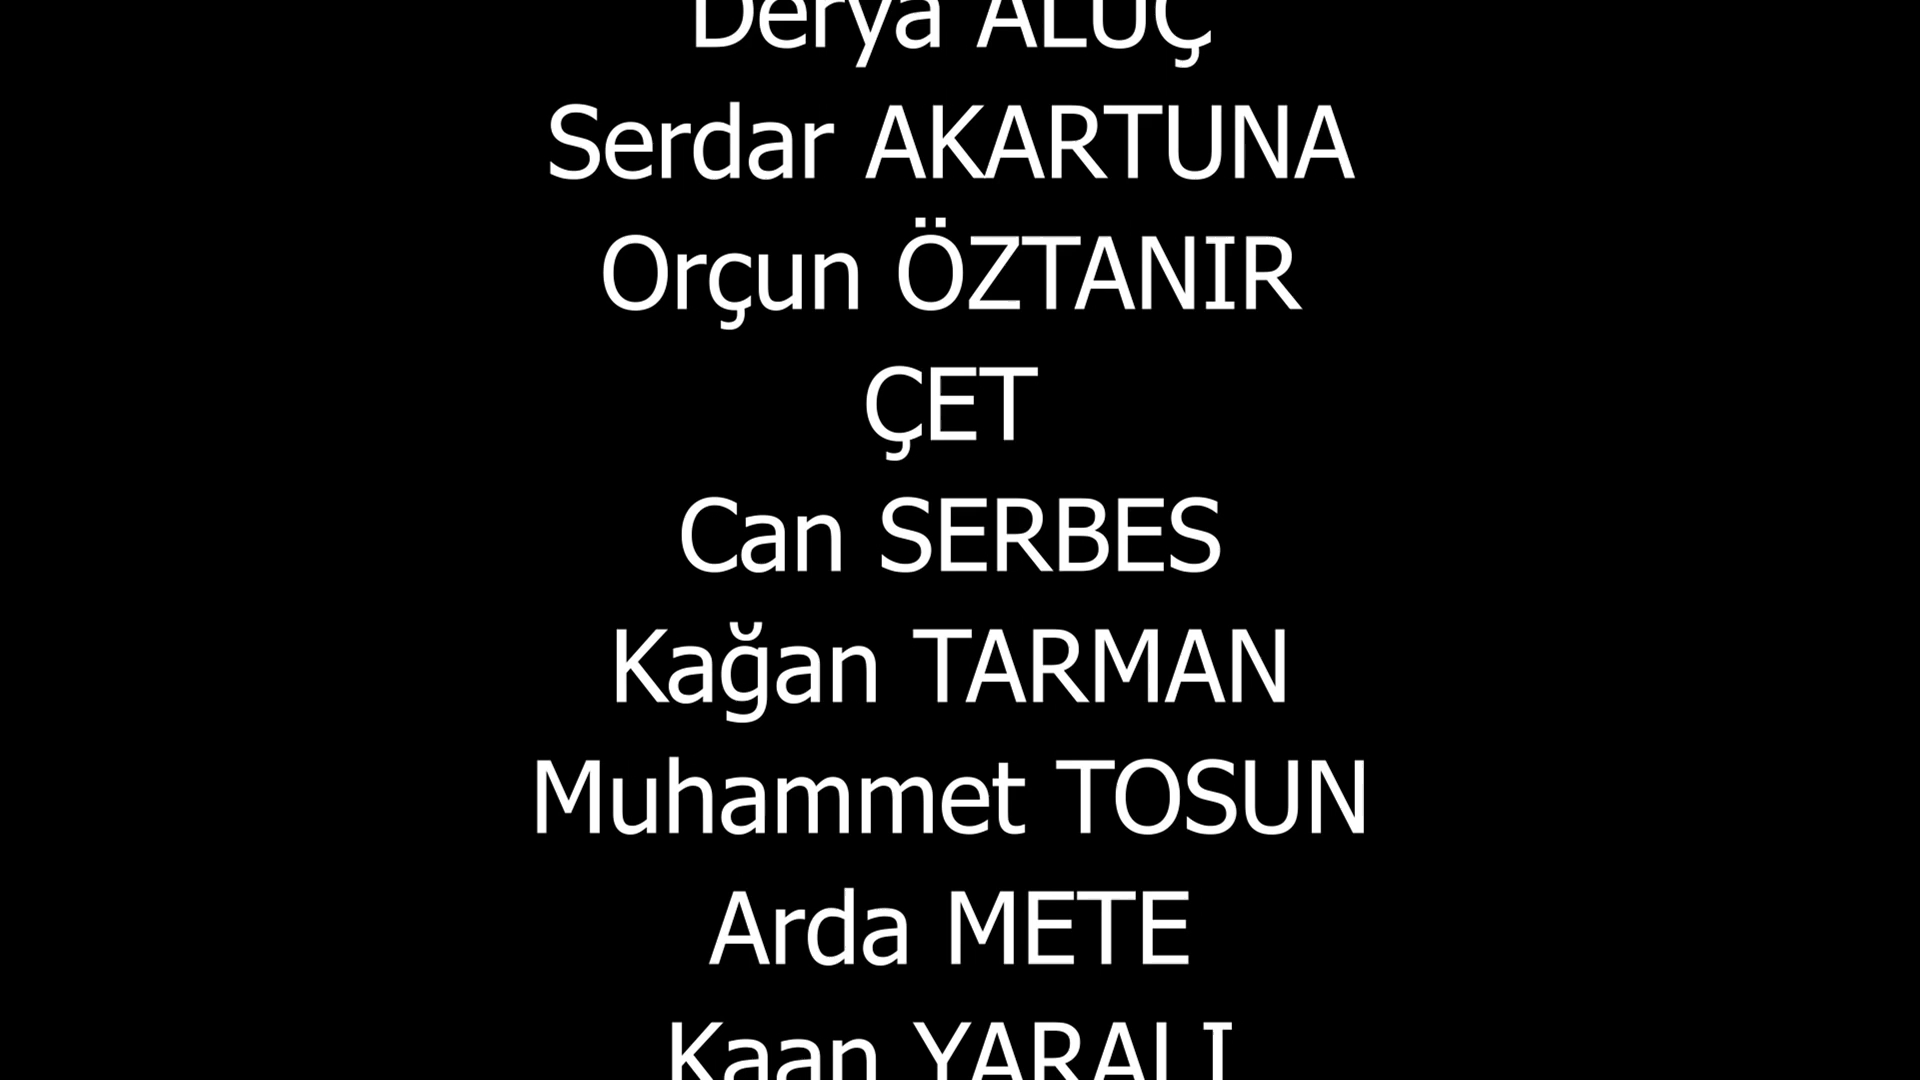 Derya ALUÇ
Serdar AKARTUNA
Orçun ÖZTANIR
ÇET
Can SERBES
Kağan TARMAN
Muhammet TOSUN
Arda METE
Kaan YARALI